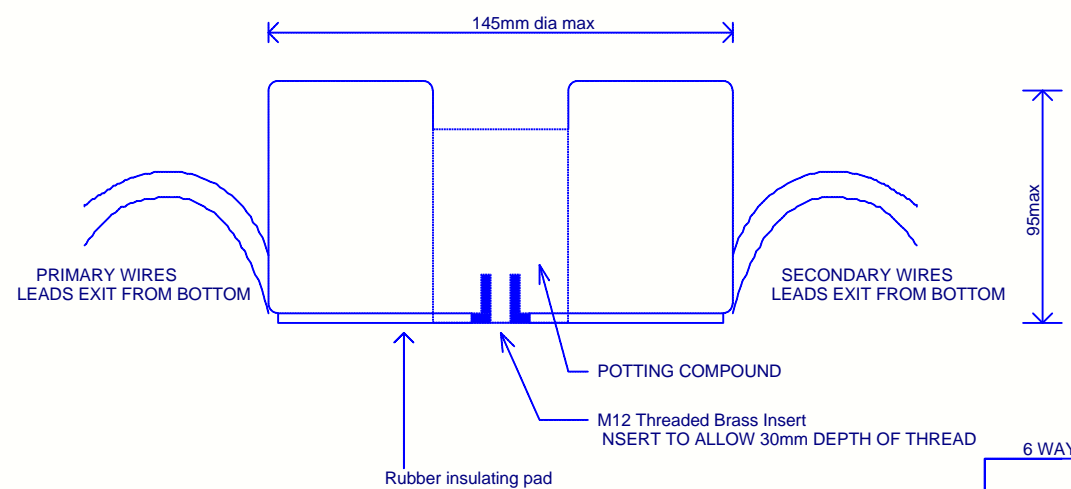 145mm dia max
95max
PRIMARY WIRES
LEADS EXIT FROM BOTTOM
SECONDARY WIRES
LEADS EXIT FROM BOTTOM
POTTING COMPOUND
M12 Threaded Brass Insert
NSERT TO ALLOW 30mm DEPTH OF THREAD
Rubber insulating pad
6 WAY